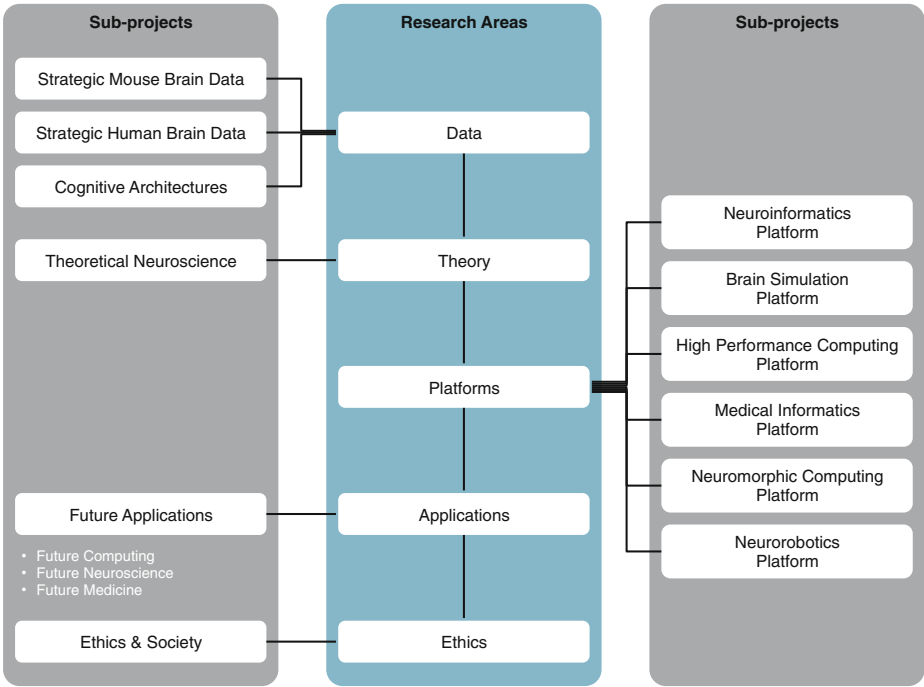 Sub-projects
Strategic Mouse Brain Data
Strategic Human Brain Data
Cognitive Architectures
Theoretical Neuroscience
Future Applications
• Future Computing
• Future Neuroscience
• Future Medicine
Ethics & Society
Research Areas
Data
Theory
Platforms
Applications
Ethics
Sub-projects
Neuroinformatics
Platform
Brain Simulation
Platform
High Performance Computing
Platform
Medical Informatics
Platform
Neuromorphic Computing
Platform
Neurorobotics
Platform